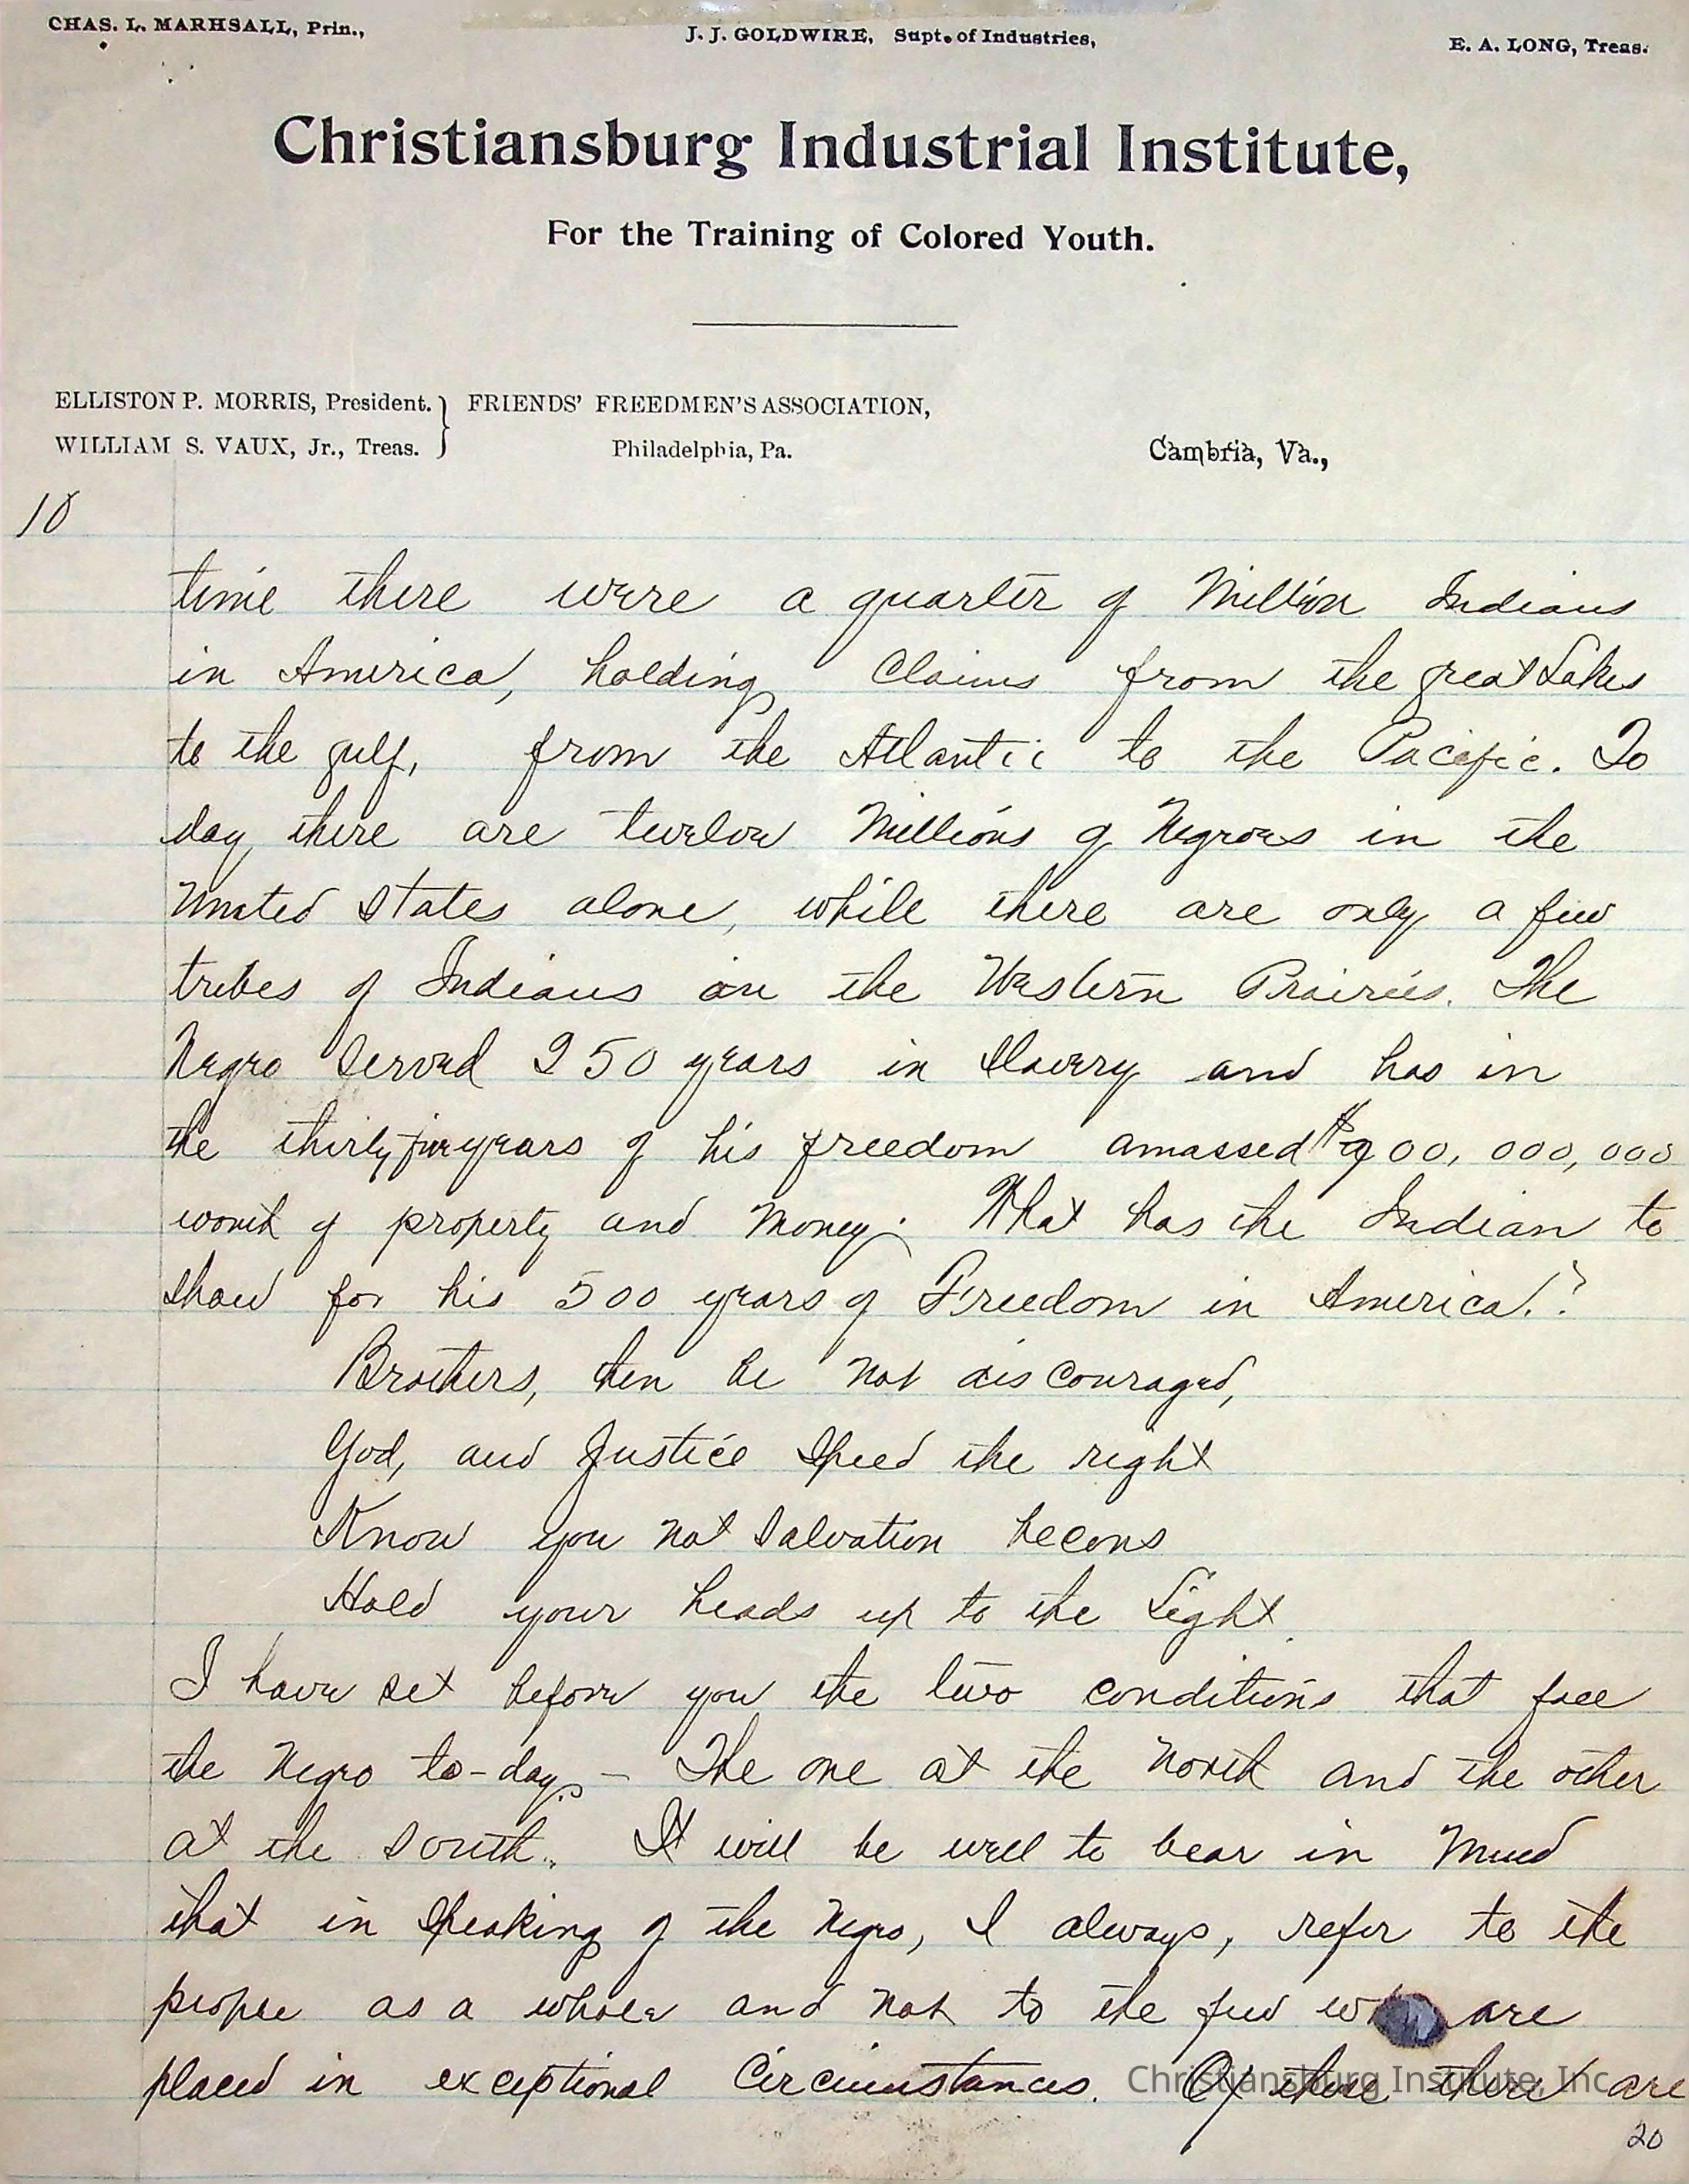 CHAS. L. MARHSALL, Prin., J. J. GOLDWIRE, Supt. of Industries, E. A. LONG, Treas.
Christiansburg Industrial Institute,
For the Training of Colored Youth.
ELLISTON P. MORRIS, President. } FRIENDS' FREEDMEN'S ASSOCIATION,
WILLIAM S. VAUX, Jr., Treas. Philadelphia, Pa. Cambria, Va.,
10
time there were a quarter of Million Indians
in America, holding Claims from the great Lakes
to the gulf, from the Atlantic to the Pacific. To
day there are twelve Millions of Negroes in the
United States alone, while there are only a few
tribes of Indians on the Western Prairies. The
Negro served 250 years in Slavery and has in
the thirty five years of his freedom amassed $900,000,000
worth of property and Money. What has the Indian to
show for his 500 years of Freedom in America.?
Brothers, then be not discouraged,
God, and Justice Speed the right
Know you not Salvation becons
Hold your heads up to the Light.
I have set before you the two conditions that face
the Negro to-day. - The one at the North and the other
at the South. It will be well to bear in Mind
that in Speaking of the Negro, I always, refer to the
people as a whole and not to the few who are
placed in exceptional Circumstances. Of these there are
Christiansburg Institute, Inc
20